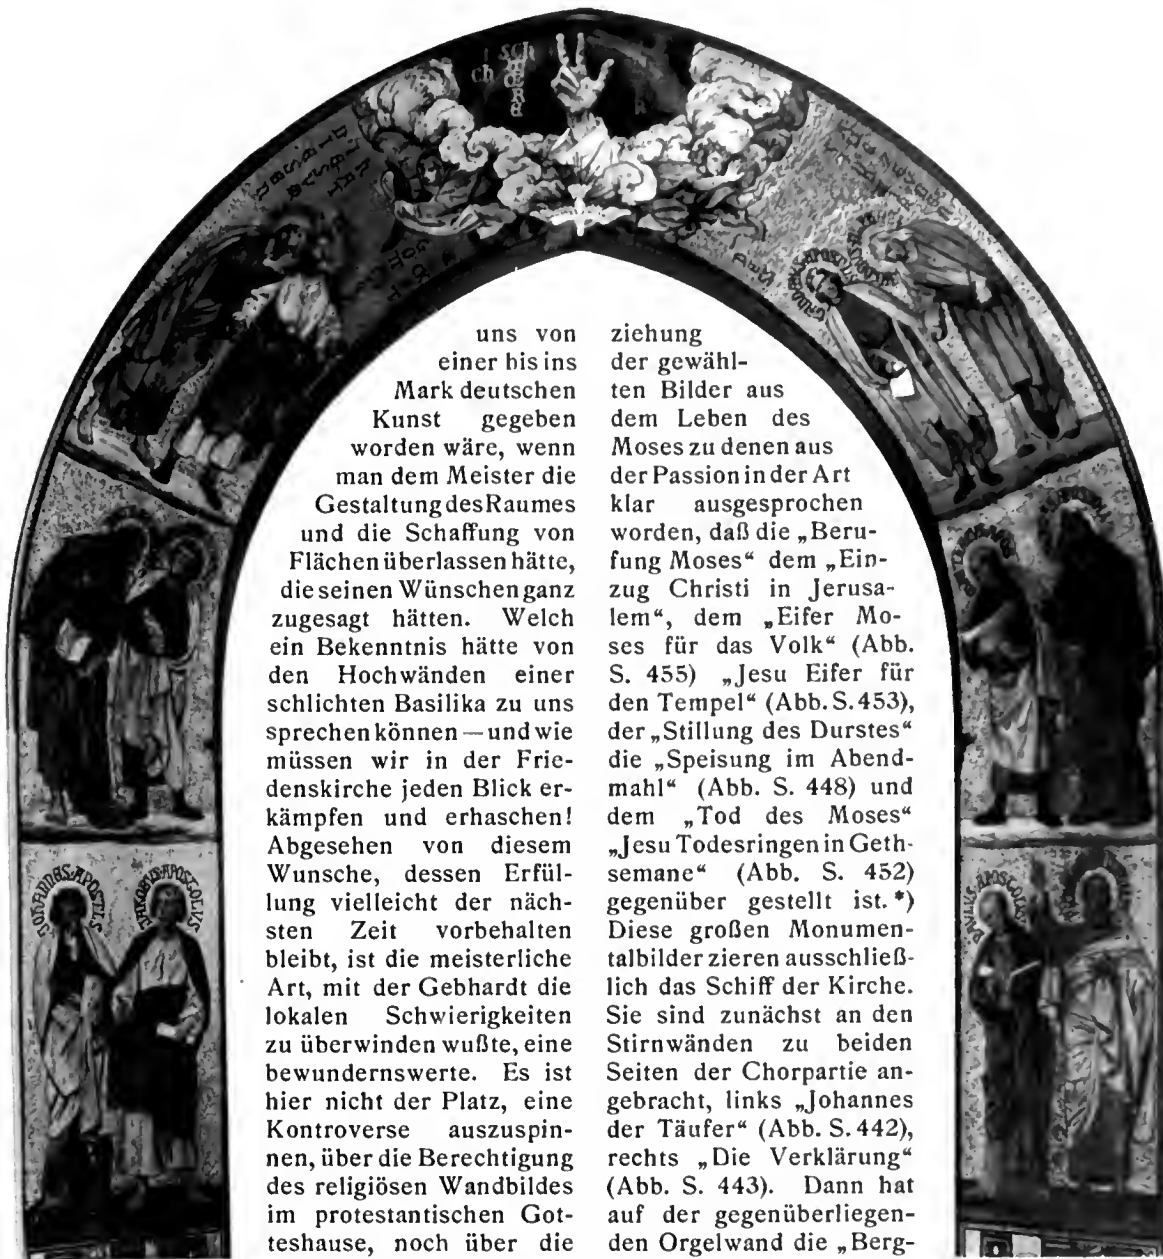 JOHANNAS·APOSTLS
JAKOBVS·APOSTOLVS
PAVLVS·APOSTOLVS
uns von
einer bis ins
Mark deutschen
Kunst gegeben
worden wäre, wenn
man dem Meister die
Gestaltung des Raumes
und die Schaffung von
Flächen überlassen hätte,
die seinen Wünschen ganz
zugesagt hätten. Welch
ein Bekenntnis hätte von
den Hochwänden einer
schlichten Basilika zu uns
sprechen können — und wie
müssen wir in der Frie-
denskirche jeden Blick er-
kämpfen und erhaschen!
Abgesehen von diesem
Wunsche, dessen Erfül-
lung vielleicht der näch-
sten Zeit vorbehalten
bleibt, ist die meisterliche
Art, mit der Gebhardt die
lokalen Schwierigkeiten
zu überwinden wußte, eine
bewundernswerte. Es ist
hier nicht der Platz, eine
Kontroverse auszuspin-
nen, über die Berechtigung
des religiösen Wandbildes
im protestantischen Got-
teshause, noch über die
ziehung
der gewähl-
ten Bilder aus
dem Leben des
Moses zu denen aus
der Passion in der Art
klar ausgesprochen
worden, daß die „Beru-
fung Moses“ dem „Ein-
zug Christi in Jerusa-
lem“, dem „Eifer Mo-
ses für das Volk“ (Abb.
S. 455) „Jesu Eifer für
den Tempel“ (Abb. S. 453),
der „Stillung des Durstes“
die „Speisung im Abend-
mahl“ (Abb. S. 448) und
dem „Tod des Moses“
„Jesu Todesringen in Geth-
semane“ (Abb. S. 452)
gegenüber gestellt ist.*)
Diese großen Monumen-
talbilder zieren ausschließ-
lich das Schiff der Kirche.
Sie sind zunächst an den
Stirnwänden zu beiden
Seiten der Chorpartie an-
gebracht, links „Johannes
der Täufer“ (Abb. S. 442),
rechts „Die Verklärung“
(Abb. S. 443). Dann hat
auf der gegenüberliegen-
den Orgelwand die „Berg-